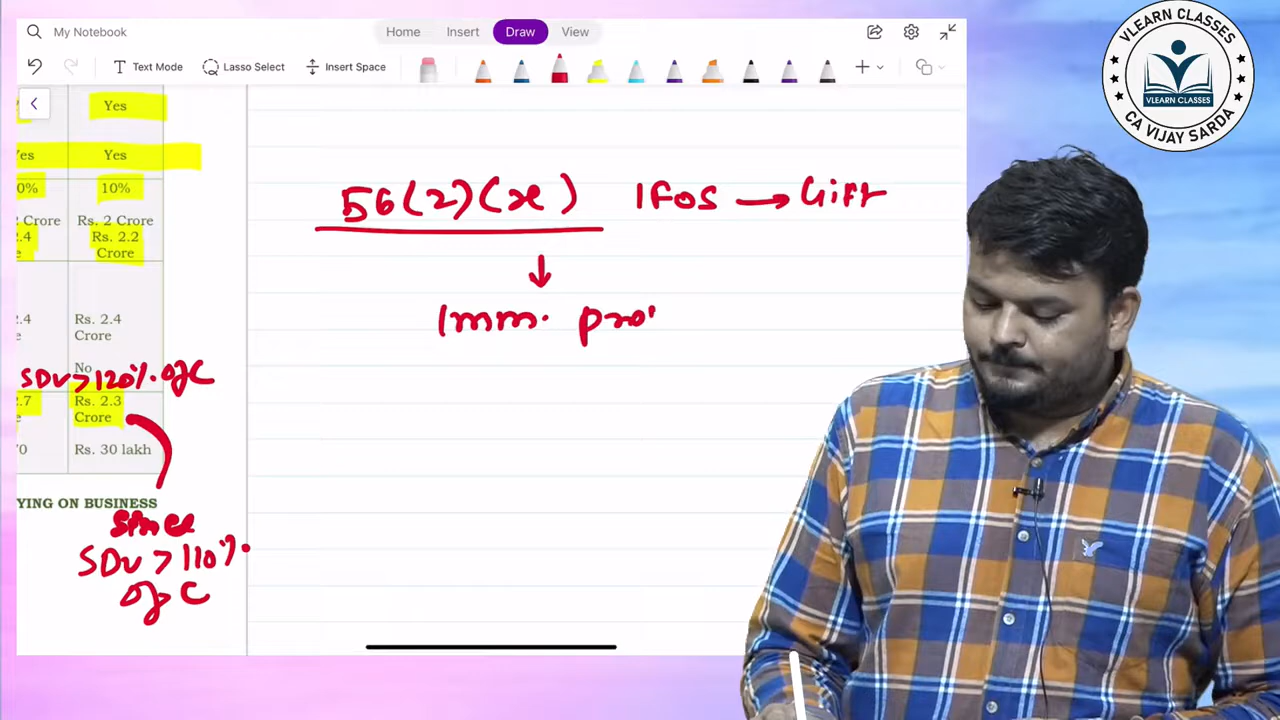 My Notebook
Home Insert Draw View
Text Mode Lasso Select Insert Space
Yes
Yes
10%
Crore Rs. 2 Crore
Rs. 2.2
Crore
Rs. 2.4
Crore
No
SDV > 120% of C
Rs. 2.3
Crore
Rs. 30 lakh
YING ON BUSINESS
since
SDV > 110%
of C
56(2)(x) IFOS → Gift
↓
Imm. pro
VLEARN CLASSES
VLEARN CLASSES
CA VIJAY SARDA